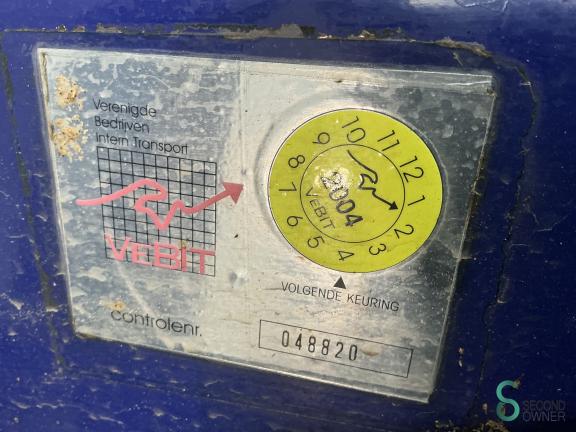 Verenigde
Bedrijven
Intern Transport
VeBIT
controlenr.
1 2 3 4 5 6 7 8 9 10 11 12
2004
VeBIT
VOLGENDE KEURING
048820
S SECOND
OWNER